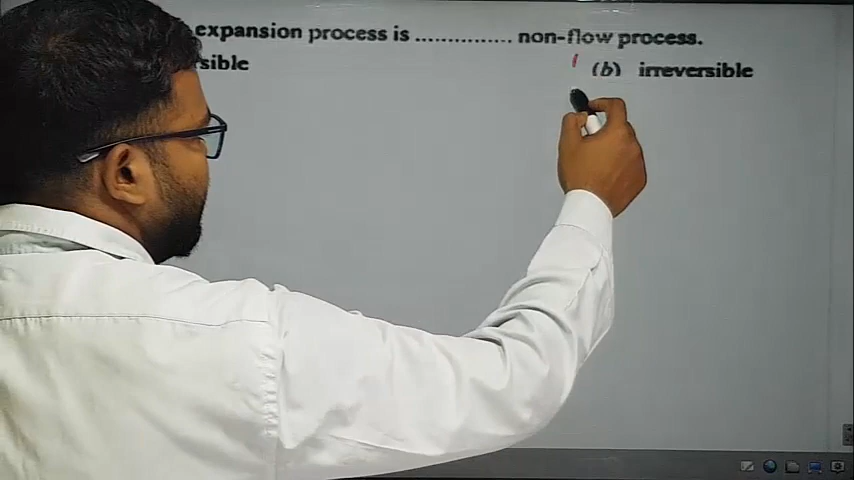 expansion process is ............... non-flow process.
sible (b) irreversible